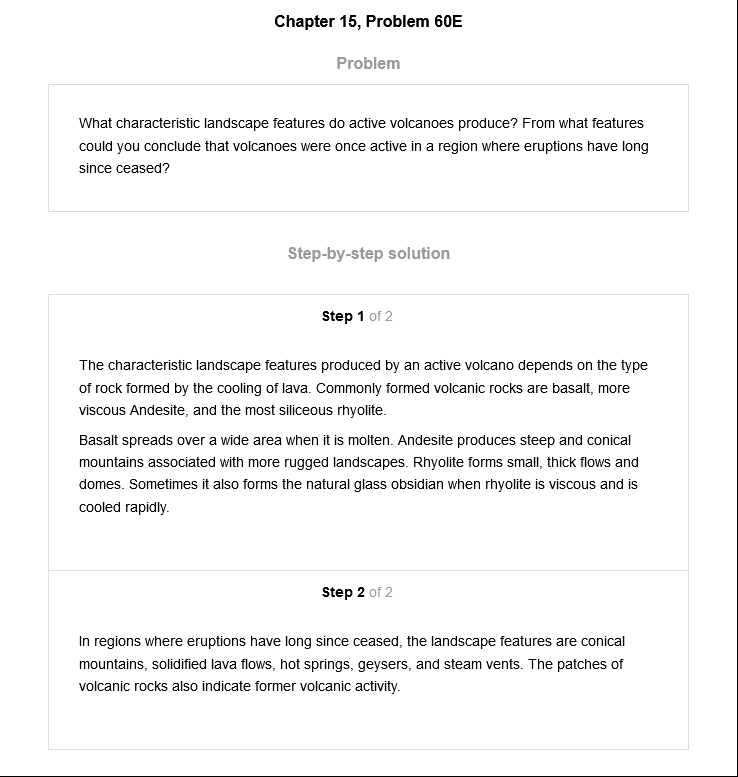 Chapter 15, Problem 60E
Problem
What characteristic landscape features do active volcanoes produce? From what features
could you conclude that volcanoes were once active in a region where eruptions have long
since ceased?
Step-by-step solution
Step 1 of 2
The characteristic landscape features produced by an active volcano depends on the type
of rock formed by the cooling of lava. Commonly formed volcanic rocks are basalt, more
viscous Andesite, and the most siliceous rhyolite.
Basalt spreads over a wide area when it is molten. Andesite produces steep and conical
mountains associated with more rugged landscapes. Rhyolite forms small, thick flows and
domes. Sometimes it also forms the natural glass obsidian when rhyolite is viscous and is
cooled rapidly.
Step 2 of 2
In regions where eruptions have long since ceased, the landscape features are conical
mountains, solidified lava flows, hot springs, geysers, and steam vents. The patches of
volcanic rocks also indicate former volcanic activity.